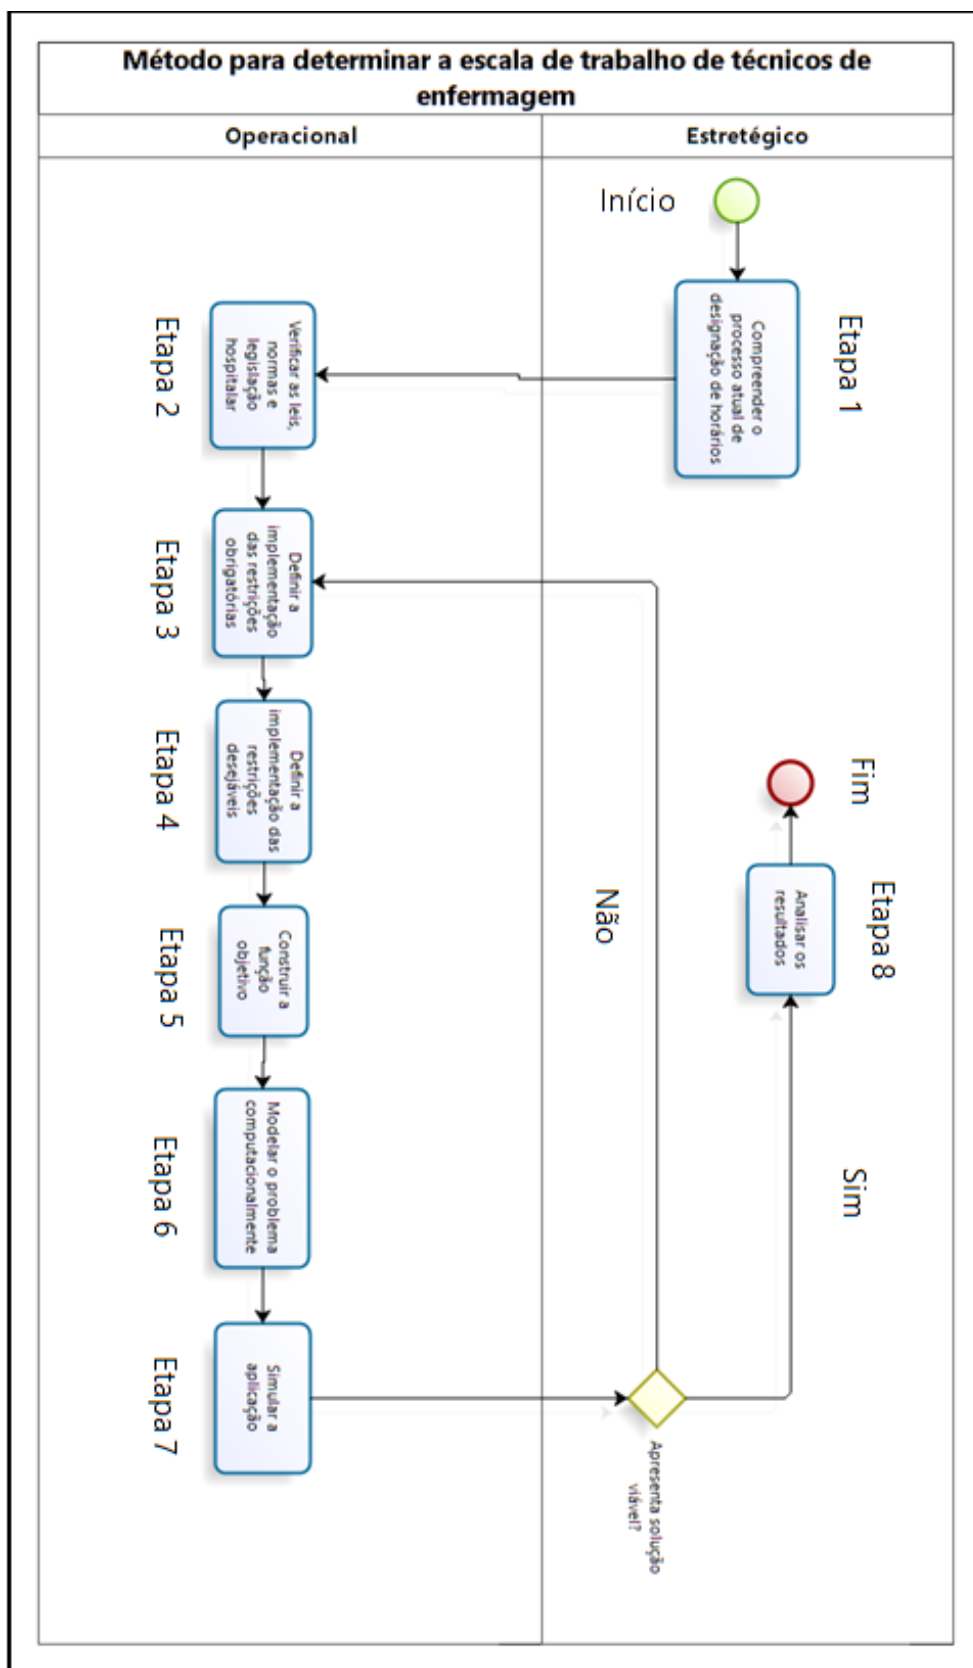 Método para determinar a escala de trabalho de técnicos de
enfermagem
Operacional
Estretégico
Início
Etapa 1
Compreender o
processo atual de
designação de horários
Etapa 2
Verificar as leis,
normas e
legislação
hospitalar
Etapa 3
Definir a
implementação
das restrições
obrigatórias
Etapa 4
Definir a
implementação das
restrições
desejáveis
Etapa 5
Construir a
função
objetivo
Etapa 6
Modelar o problema
computacionalmente
Etapa 7
Simular a
aplicação
Apresenta solução
viável?
Não
Sim
Etapa 8
Analisar os
resultados
Fim